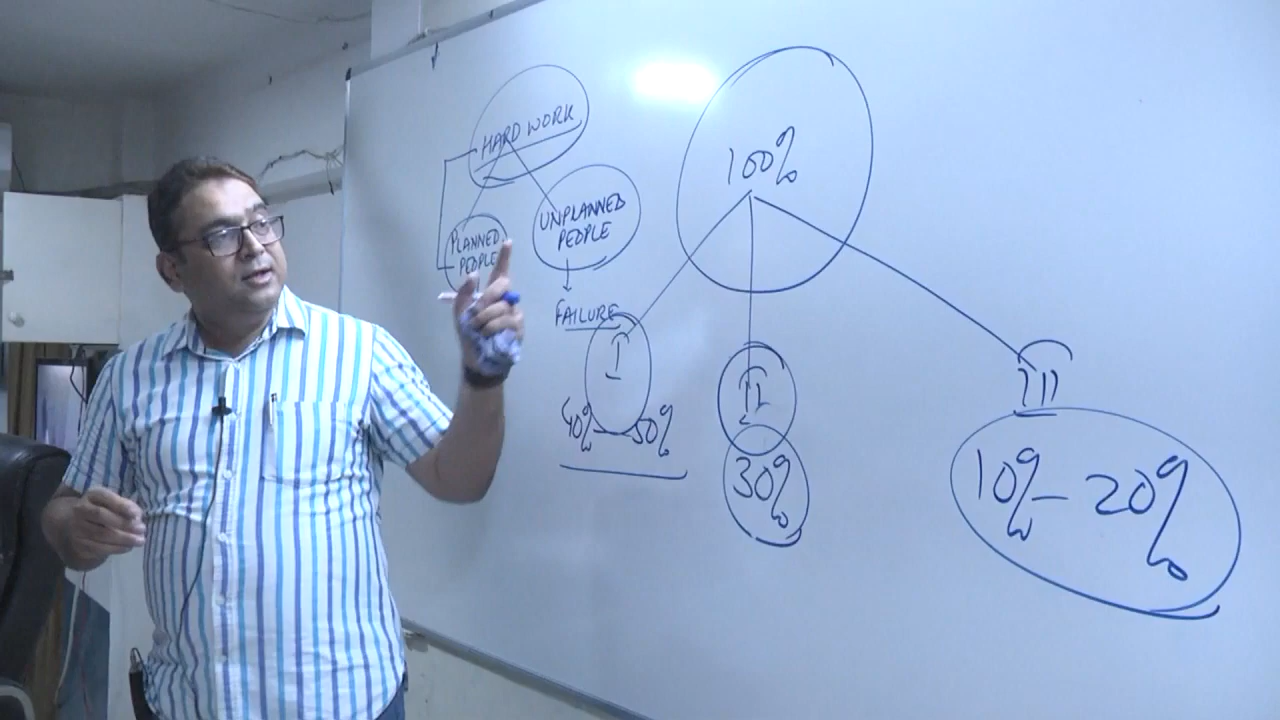 HARD WORK
PLANNED
PEOPLE
UNPLANNED
PEOPLE
FAILURE
100%
I
40% - 50%
II
30%
III
10% - 20%